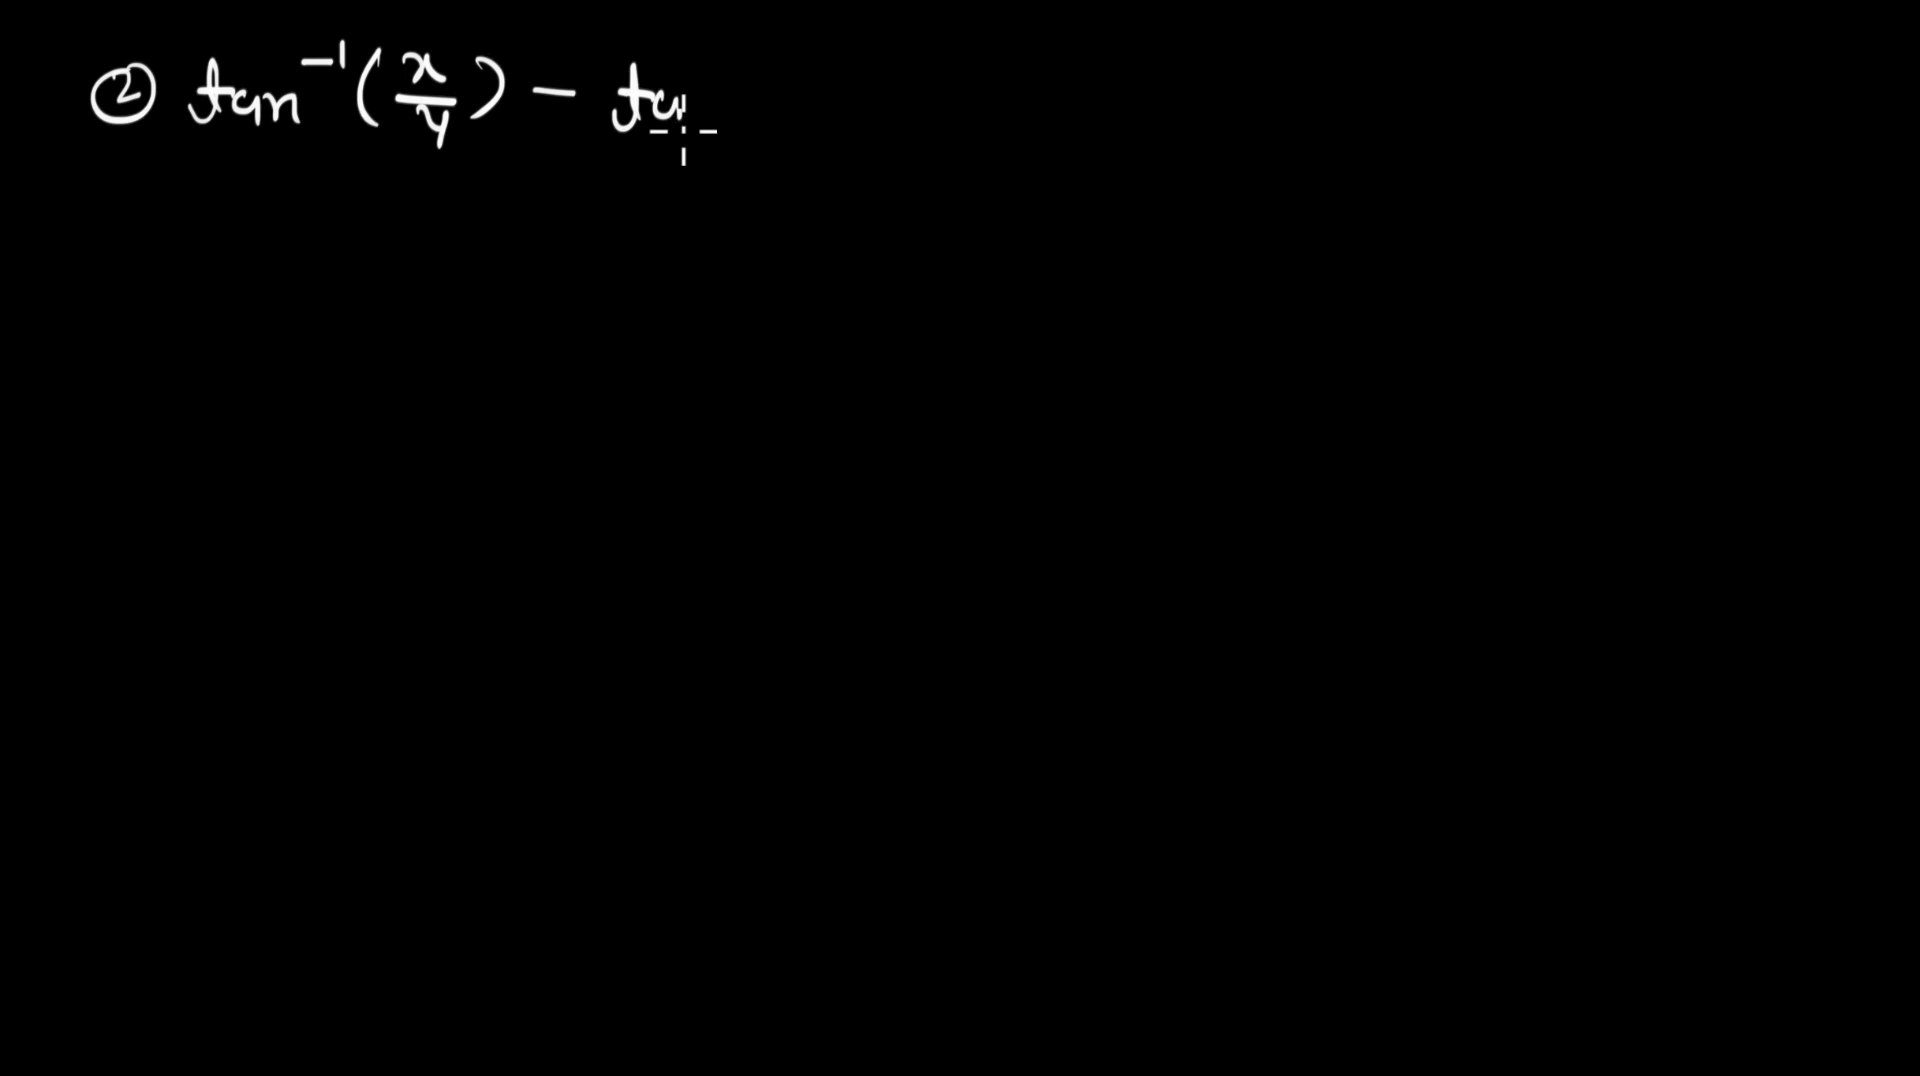 ② tan⁻¹(x/y) - ta